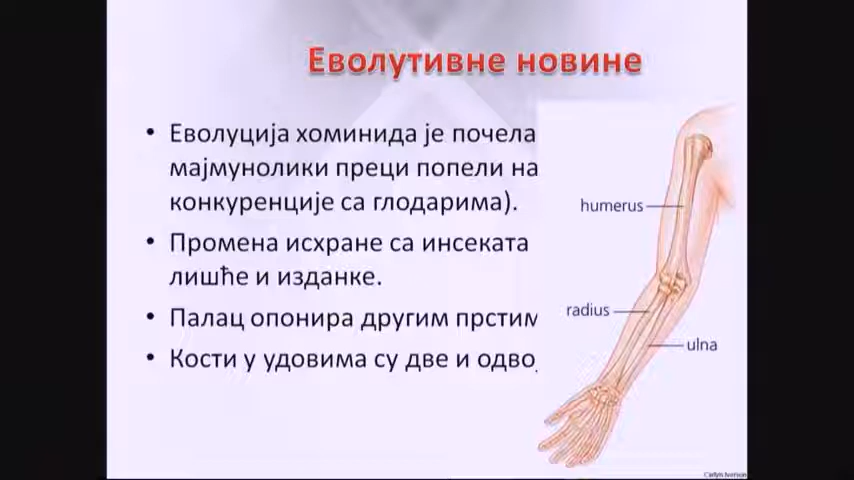 Еволутивне новине
• Еволуција хоминида је почела
мајмунолики преци попели на
конкуренције са глодарима).
• Промена исхране са инсеката
лишће и изданке.
• Палац опонира другим прстим
• Кости у удовима су две и одво
humerus
radius
ulna